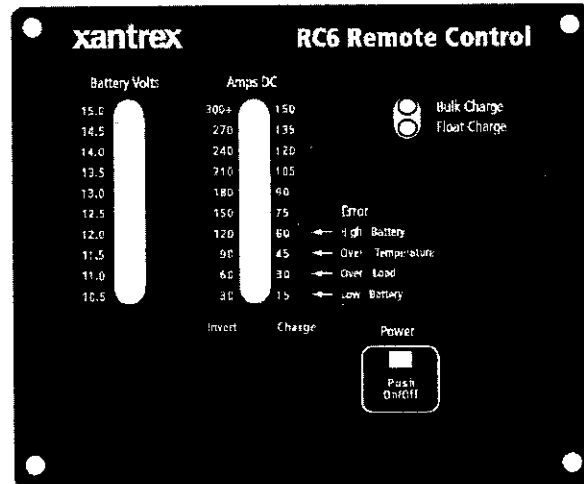 xantrex RC6 Remote Control
Battery Volts Amps DC
Bulk Charge
Float Charge
15.0 300+ 150
14.5 270 135
14.0 240 120
13.5 210 105
13.0 180 90
12.5 150 75 Error
12.0 120 60 High Battery
11.5 90 45 Over Temperature
11.0 60 30 Over Load
10.5 30 15 Low Battery
Invert Charge Power
Push
On/Off